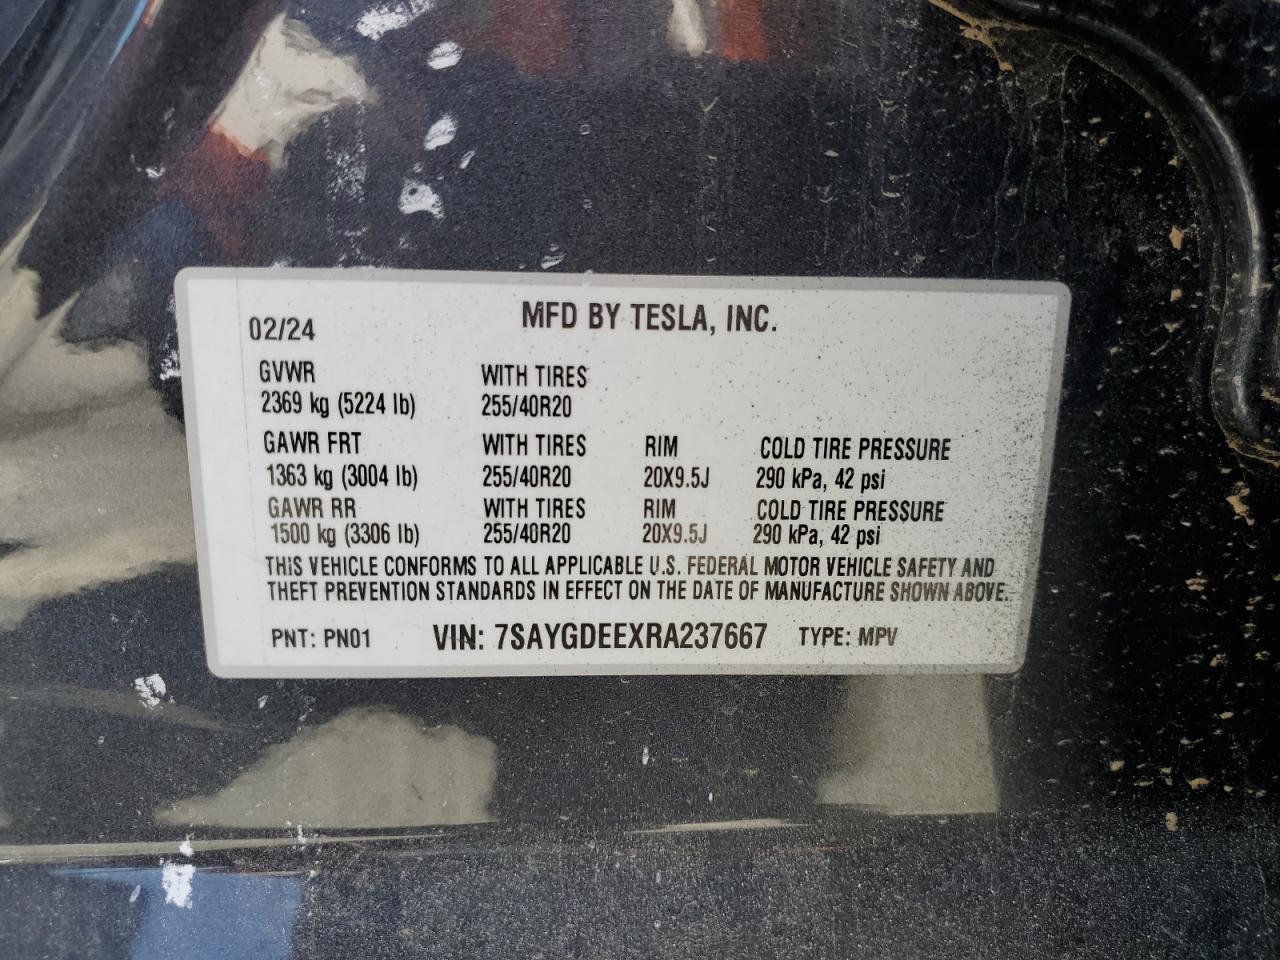 MFD BY TESLA, INC.
02/24
GVWR WITH TIRES
2369 kg (5224 lb) 255/40R20
GAWR FRT WITH TIRES RIM COLD TIRE PRESSURE
1363 kg (3004 lb) 255/40R20 20X9.5J 290 kPa, 42 psi
GAWR RR WITH TIRES RIM COLD TIRE PRESSURE
1500 kg (3306 lb) 255/40R20 20X9.5J 290 kPa, 42 psi
THIS VEHICLE CONFORMS TO ALL APPLICABLE U.S. FEDERAL MOTOR VEHICLE SAFETY AND
THEFT PREVENTION STANDARDS IN EFFECT ON THE DATE OF MANUFACTURE SHOWN ABOVE.
PNT: PN01 VIN: 7SAYGDEEXRA237667 TYPE: MPV